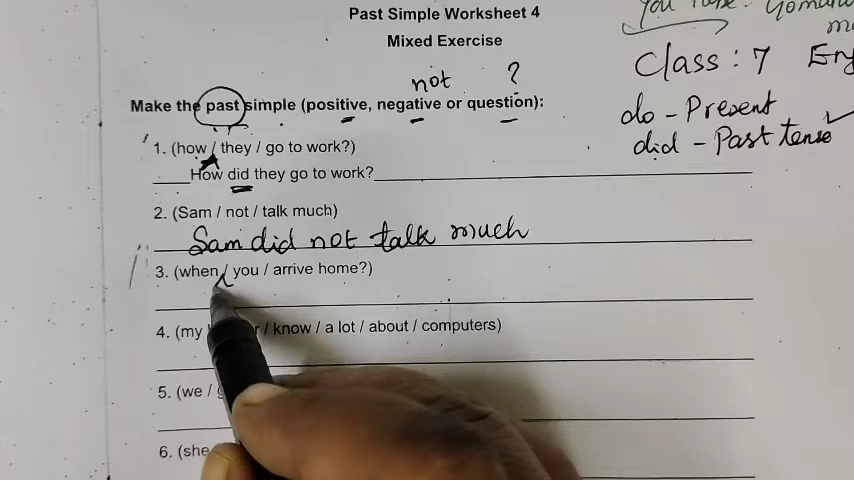 Past Simple Worksheet 4
Mixed Exercise
You
not ?
Class : 7
Make the past simple (positive, negative or question):
do - Present
did - Past tense
1. (how / they / go to work?)
How did they go to work?
2. (Sam / not / talk much)
Sam did not talk much
3. (when / you / arrive home?)
4. (my / know / a lot / about / computers)
5. (we /
6. (she